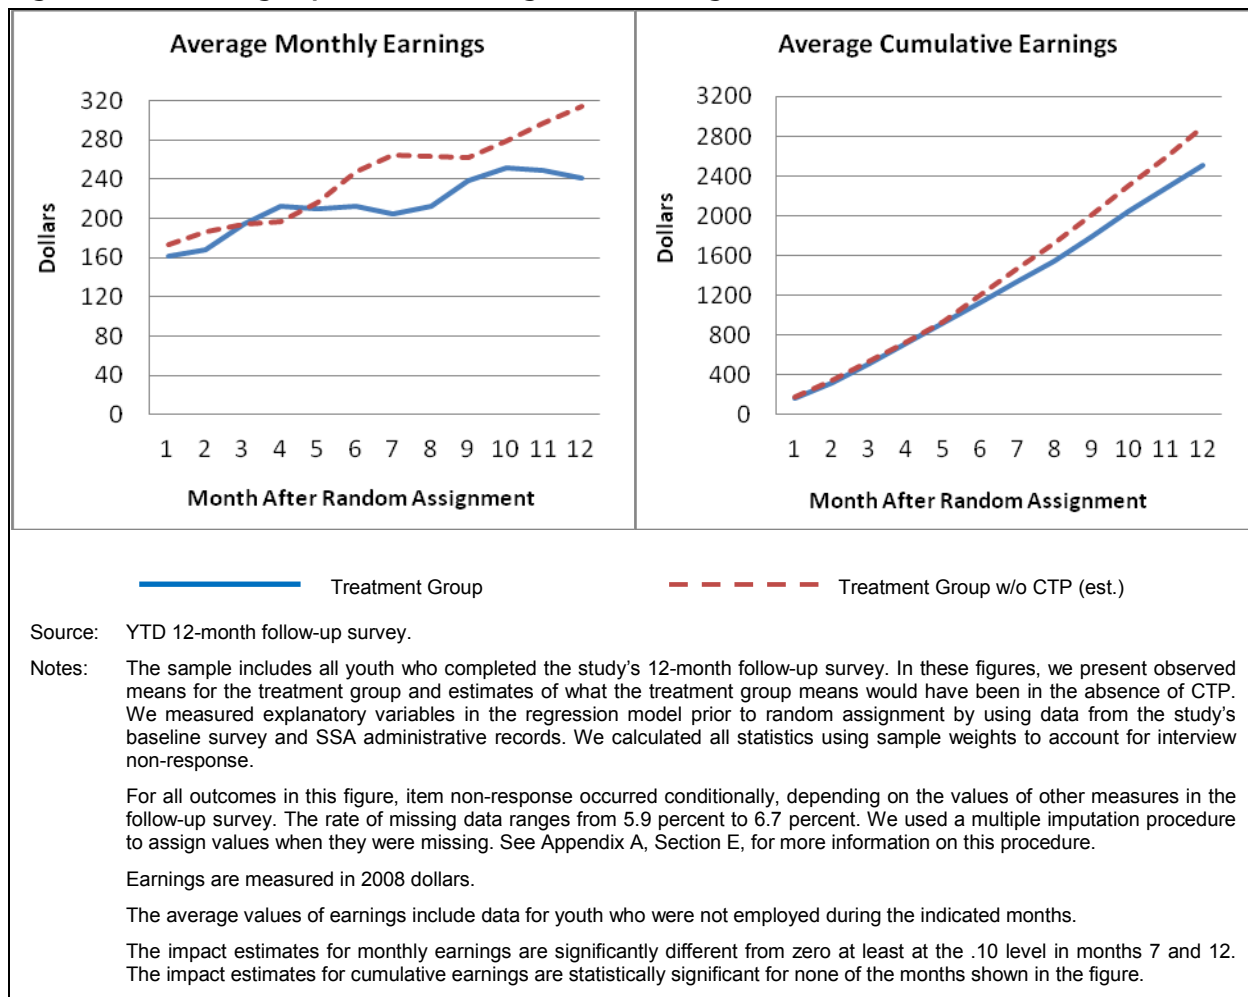 Average Monthly Earnings
320
280
240
200
160
120
80
40
0
Dollars
1 2 3 4 5 6 7 8 9 10 11 12
Month After Random Assignment
Average Cumulative Earnings
3200
2800
2400
2000
1600
1200
800
400
0
Dollars
1 2 3 4 5 6 7 8 9 10 11 12
Month After Random Assignment
Treatment Group
Treatment Group w/o CTP (est.)
Source: YTD 12-month follow-up survey.
Notes: The sample includes all youth who completed the study’s 12-month follow-up survey. In these figures, we present observed
means for the treatment group and estimates of what the treatment group means would have been in the absence of CTP.
We measured explanatory variables in the regression model prior to random assignment by using data from the study’s
baseline survey and SSA administrative records. We calculated all statistics using sample weights to account for interview
non-response.
For all outcomes in this figure, item non-response occurred conditionally, depending on the values of other measures in the
follow-up survey. The rate of missing data ranges from 5.9 percent to 6.7 percent. We used a multiple imputation procedure
to assign values when they were missing. See Appendix A, Section E, for more information on this procedure.
Earnings are measured in 2008 dollars.
The average values of earnings include data for youth who were not employed during the indicated months.
The impact estimates for monthly earnings are significantly different from zero at least at the .10 level in months 7 and 12.
The impact estimates for cumulative earnings are statistically significant for none of the months shown in the figure.